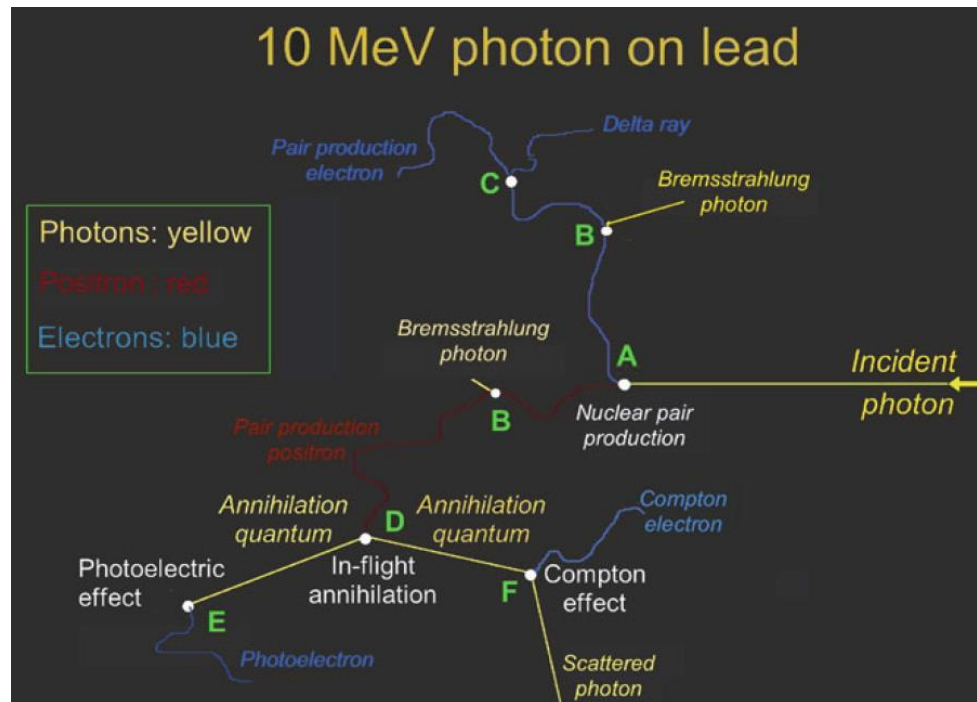 10 MeV photon on lead
Delta ray
Pair production
electron
C
Bremsstrahlung
photon
B
Photons: yellow
Positron : red
Electrons: blue
Bremsstrahlung
photon
A
Incident
photon
B
Nuclear pair
production
Pair production
positron
Annihilation
quantum
D
Annihilation
quantum
Compton
electron
In-flight
annihilation
Photoelectric
effect
E
F
Compton
effect
Photoelectron
Scattered
photon